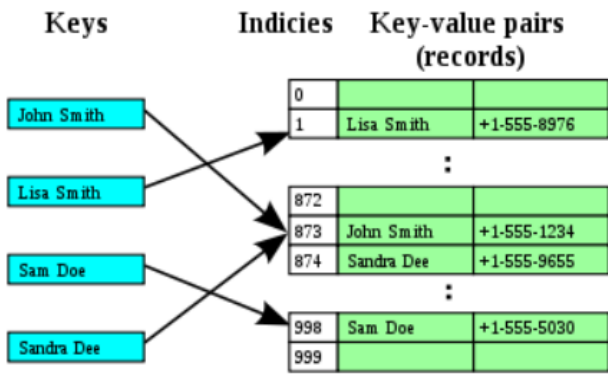 Keys
Indicies
Key-value pairs
(records)
John Smith
Lisa Smith
Sam Doe
Sandra Dee
0
1 Lisa Smith +1-555-8976
:
872
873 John Smith +1-555-1234
874 Sandra Dee +1-555-9655
:
998 Sam Doe +1-555-5030
999